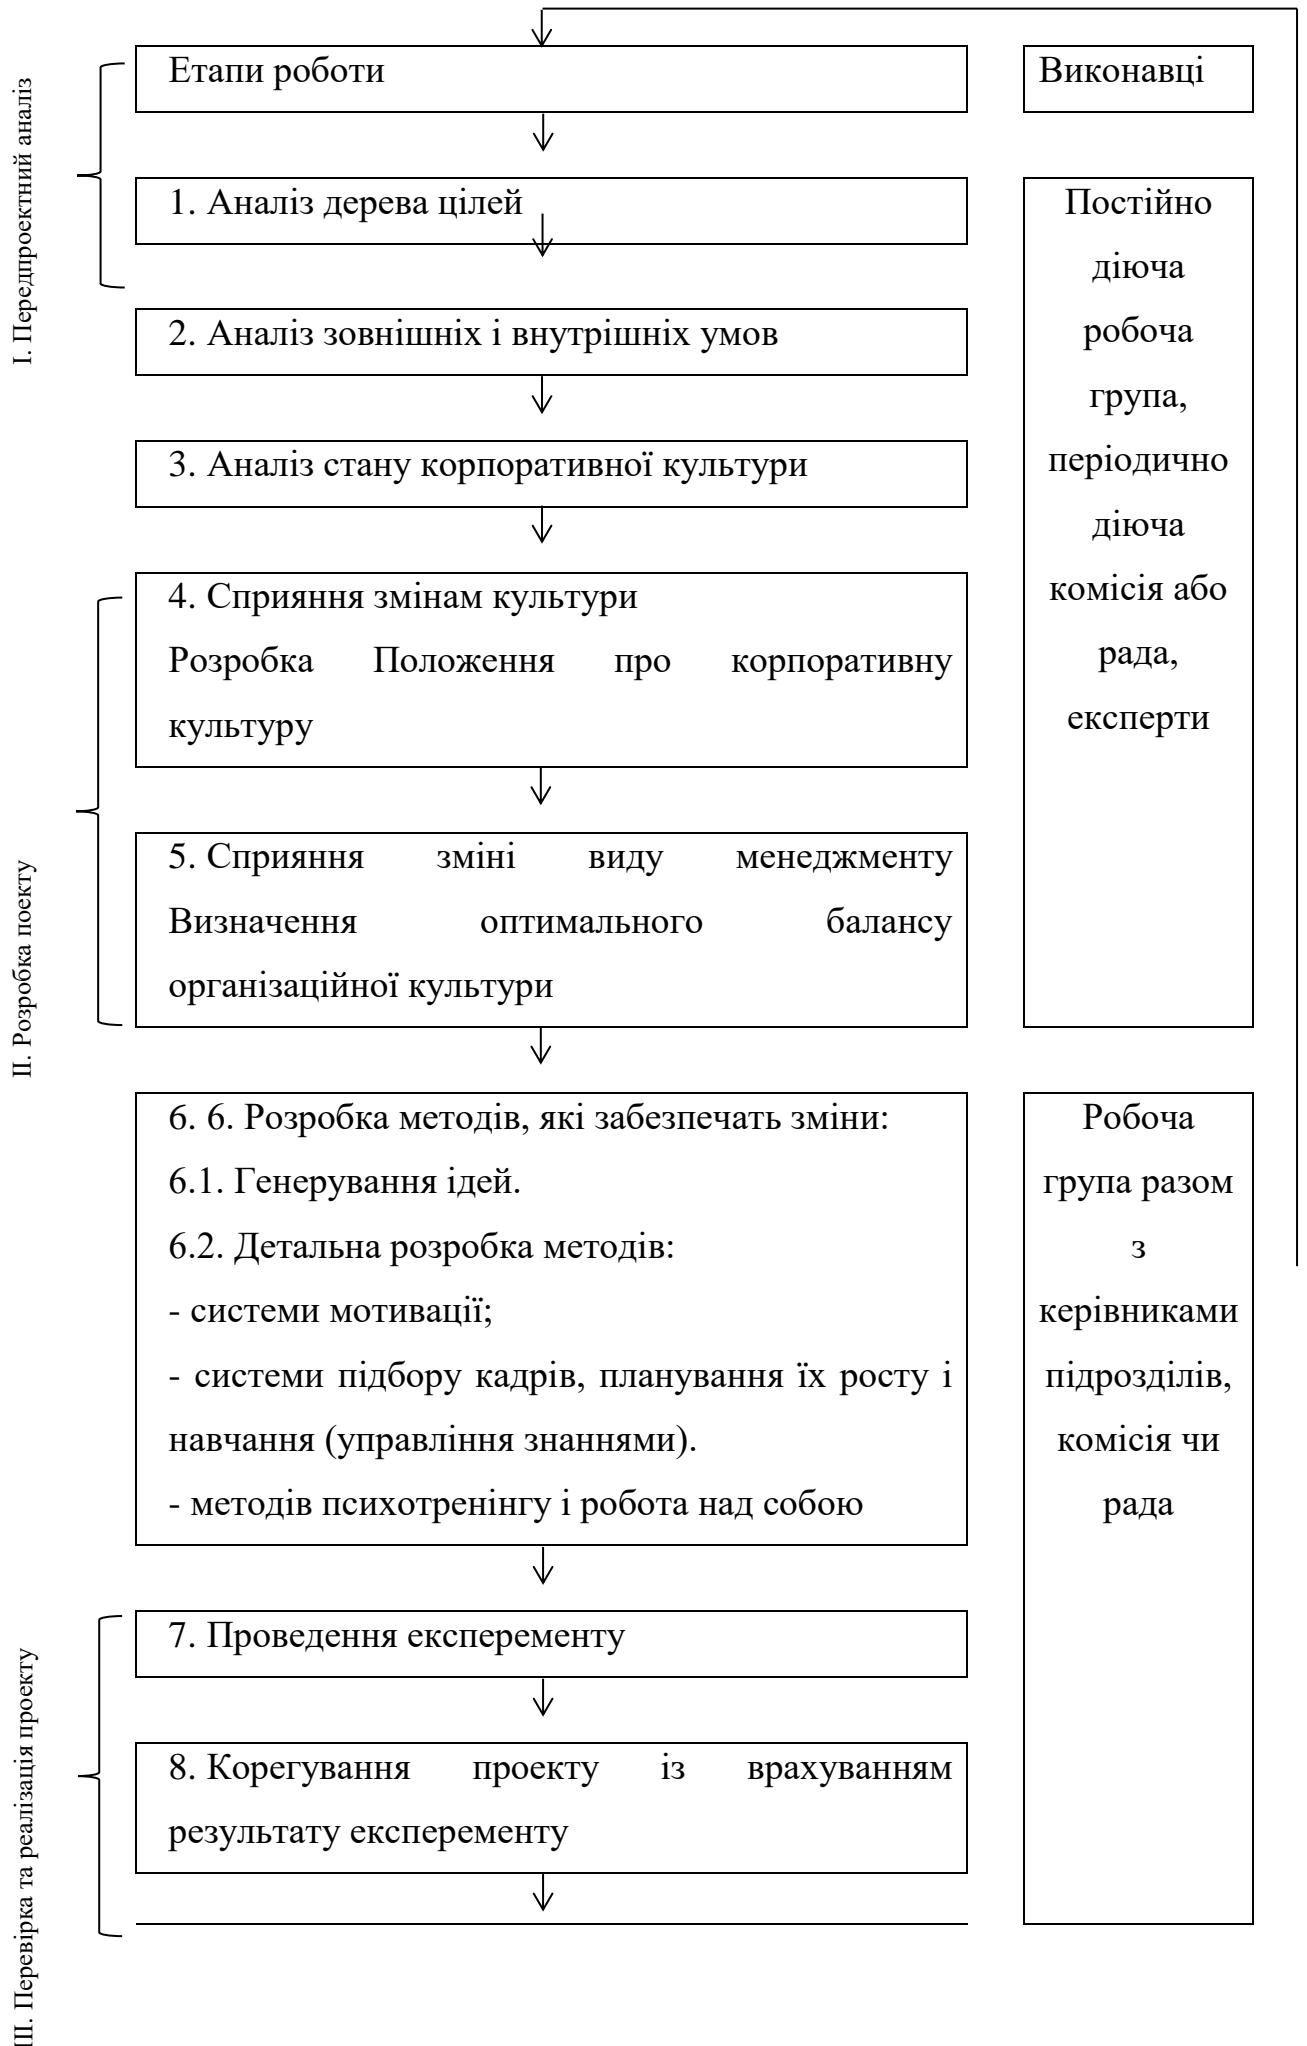 Етапи роботи
Виконавці
І. Передпроектний аналіз
1. Аналіз дерева цілей
2. Аналіз зовнішніх і внутрішніх умов
3. Аналіз стану корпоративної культури
Постійно
діюча
робоча
група,
періодично
діюча
комісія або
рада,
експерти
ІІ. Розробка поекту
4. Сприяння змінам культури
Розробка Положення про корпоративну
культуру
5. Сприяння зміні виду менеджменту
Визначення оптимального балансу
організаційної культури
6. 6. Розробка методів, які забезпечать зміни:
6.1. Генерування ідей.
6.2. Детальна розробка методів:
- системи мотивації;
- системи підбору кадрів, планування їх росту і
навчання (управління знаннями).
- методів психотренінгу і робота над собою
Робоча
група разом
з
керівниками
підрозділів,
комісія чи
рада
ІІІ. Перевірка та реалізація проекту
7. Проведення експеременту
8. Корегування проекту із врахуванням
результату експеременту